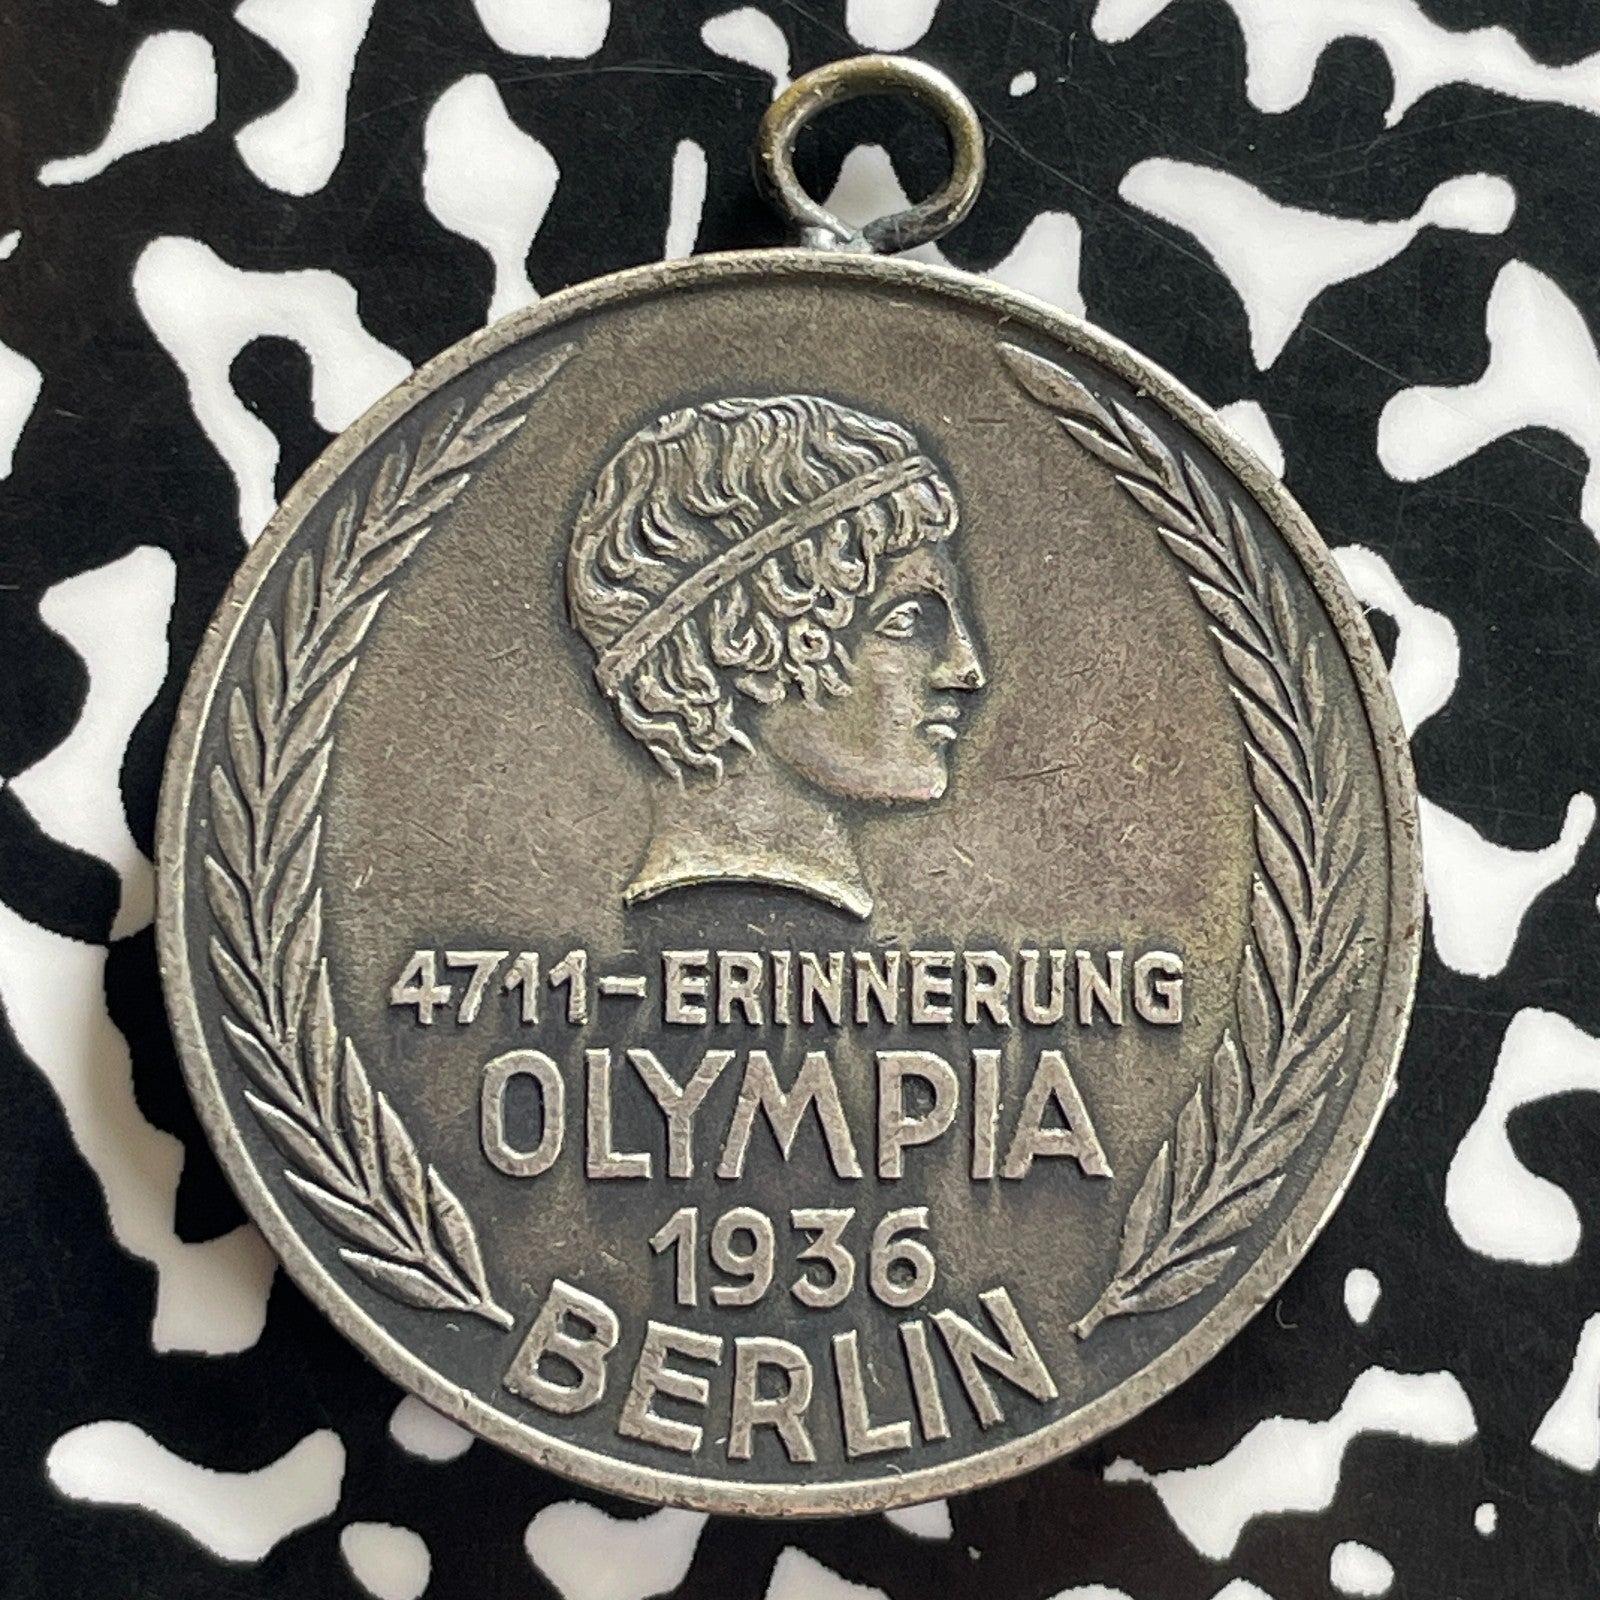 4711-ERINNERUNG
OLYMPIA
1936
BERLIN